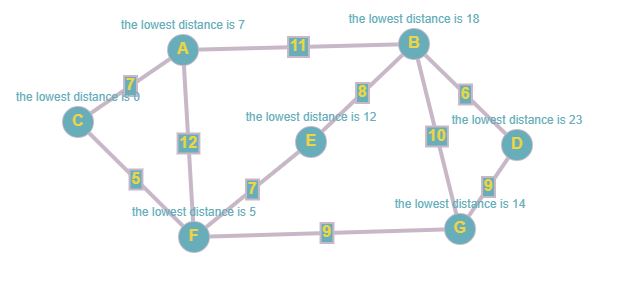 the lowest distance is 18
the lowest distance is 7
A
11
B
7
8
6
the lowest distance is 0
the lowest distance is 12
the lowest distance is 23
C
12
E
10
D
5
7
9
the lowest distance is 5
the lowest distance is 14
F
9
G